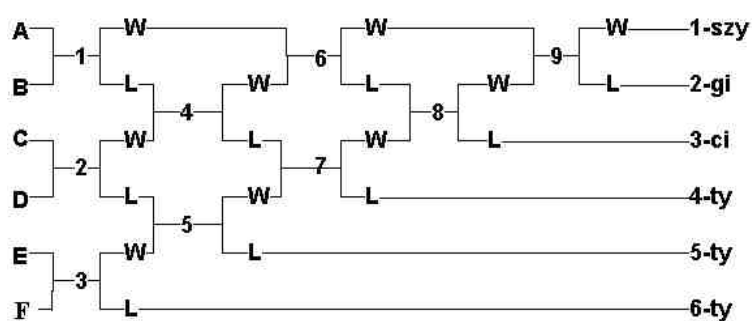 A W W W 1-szy
1 6 9
B L W L W L 2-gi
4 8
C W L W L 3-ci
2 7
D L W L 4-ty
5
E W L 5-ty
3
F L 6-ty